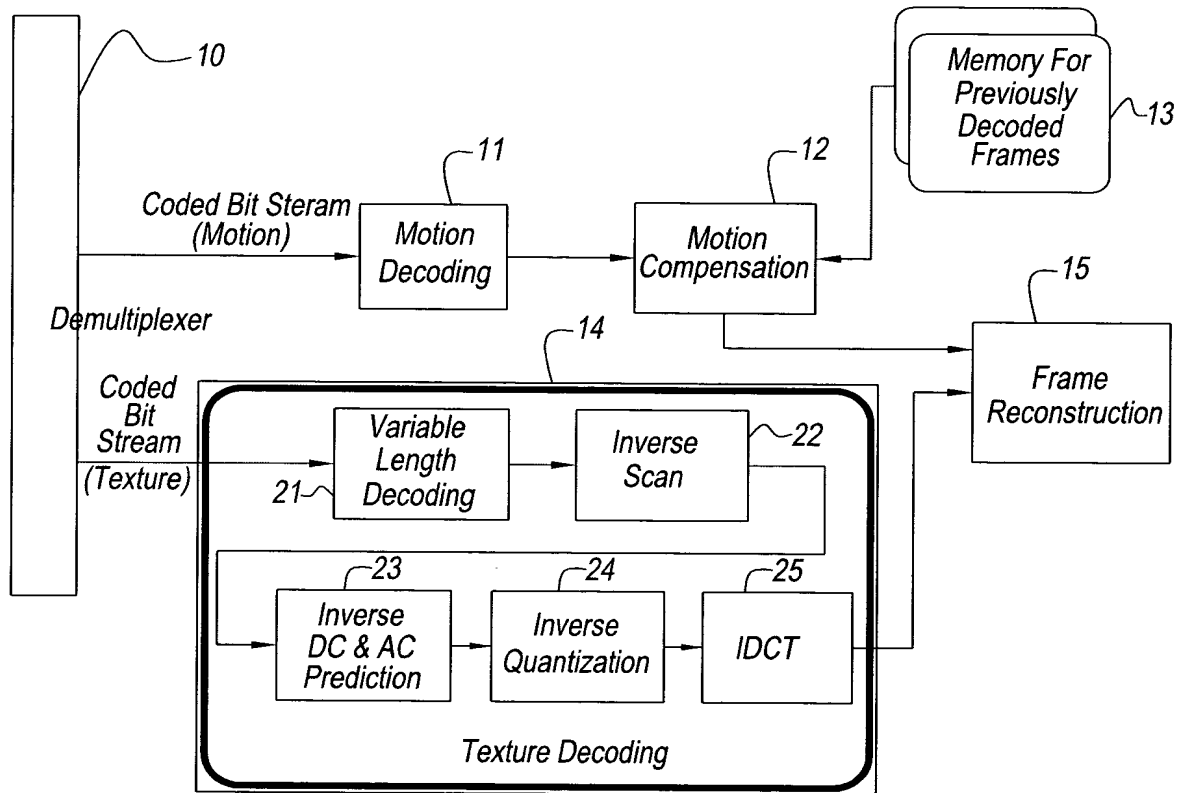 10
Memory For
Previously
Decoded
Frames
13
11
12
Coded Bit Steram
(Motion)
Motion
Decoding
Motion
Compensation
15
Demultiplexer
14
Frame
Reconstruction
Coded
Bit
Stream
(Texture)
Variable
Length
Decoding
21
Inverse
Scan
22
23
24
25
Inverse
DC & AC
Prediction
Inverse
Quantization
IDCT
Texture Decoding